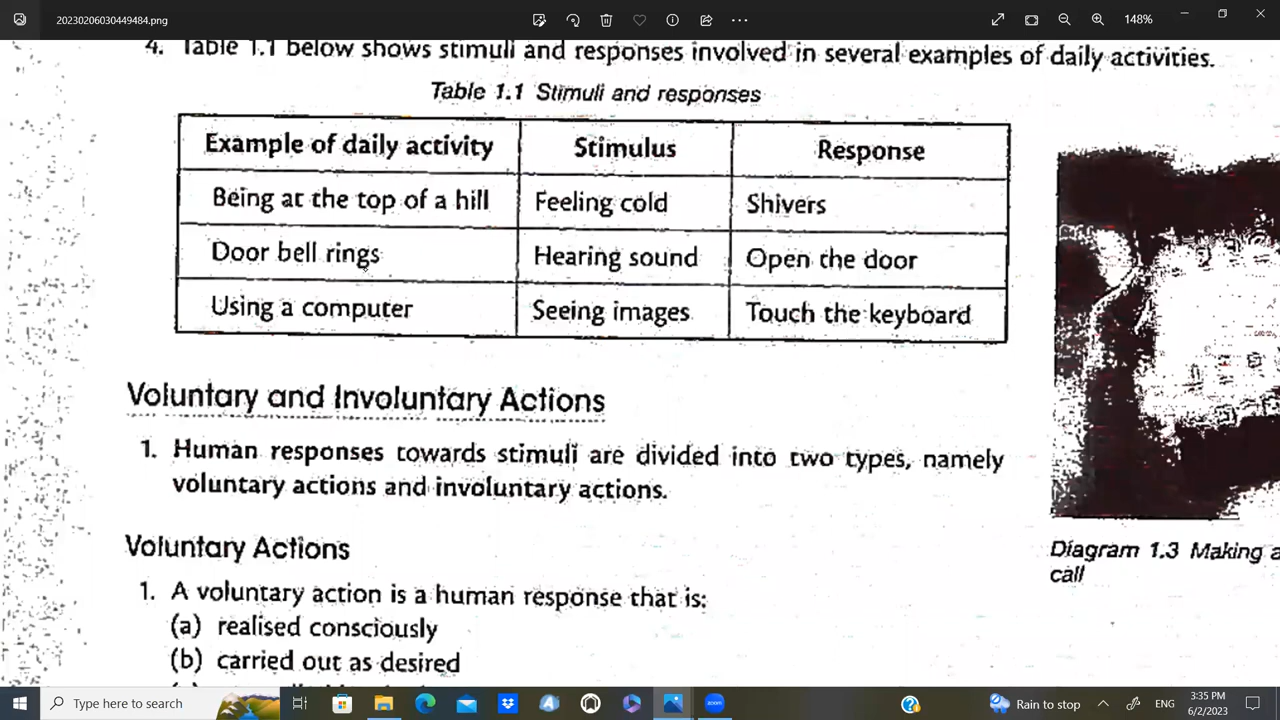 20230206030449484.png
148%
4. Table 1.1 below shows stimuli and responses involved in several examples of daily activities.
Table 1.1 Stimuli and responses
Example of daily activity Stimulus Response
Being at the top of a hill Feeling cold Shivers
Door bell rings Hearing sound Open the door
Using a computer Seeing images Touch the keyboard
Voluntary and Involuntary Actions
1. Human responses towards stimuli are divided into two types, namely
voluntary actions and involuntary actions.
Voluntary Actions
1. A voluntary action is a human response that is:
(a) realised consciously
(b) carried out as desired
Diagram 1.3 Making a
call
Type here to search
zoom
Rain to stop
ENG
3:35 PM
6/2/2023